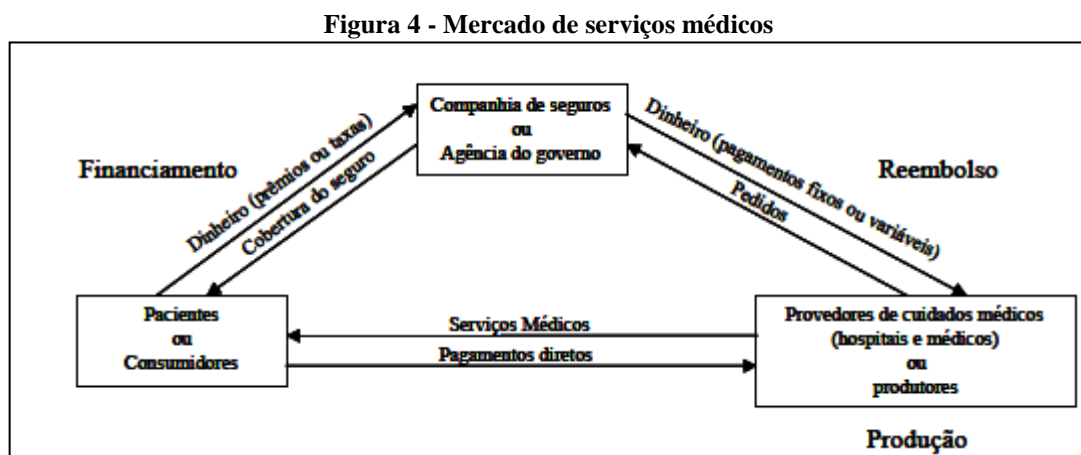 Figura 4 - Mercado de serviços médicos
Companhia de seguros
ou
Agência do governo
Financiamento
Dinheiro (prêmios ou taxas)
Cobertura do seguro
Dinheiro (pagamentos fixos ou variáveis)
Pedidos
Reembolso
Pacientes
ou
Consumidores
Serviços Médicos
Pagamentos diretos
Provedores de cuidados médicos
(hospitais e médicos)
ou
produtores
Produção